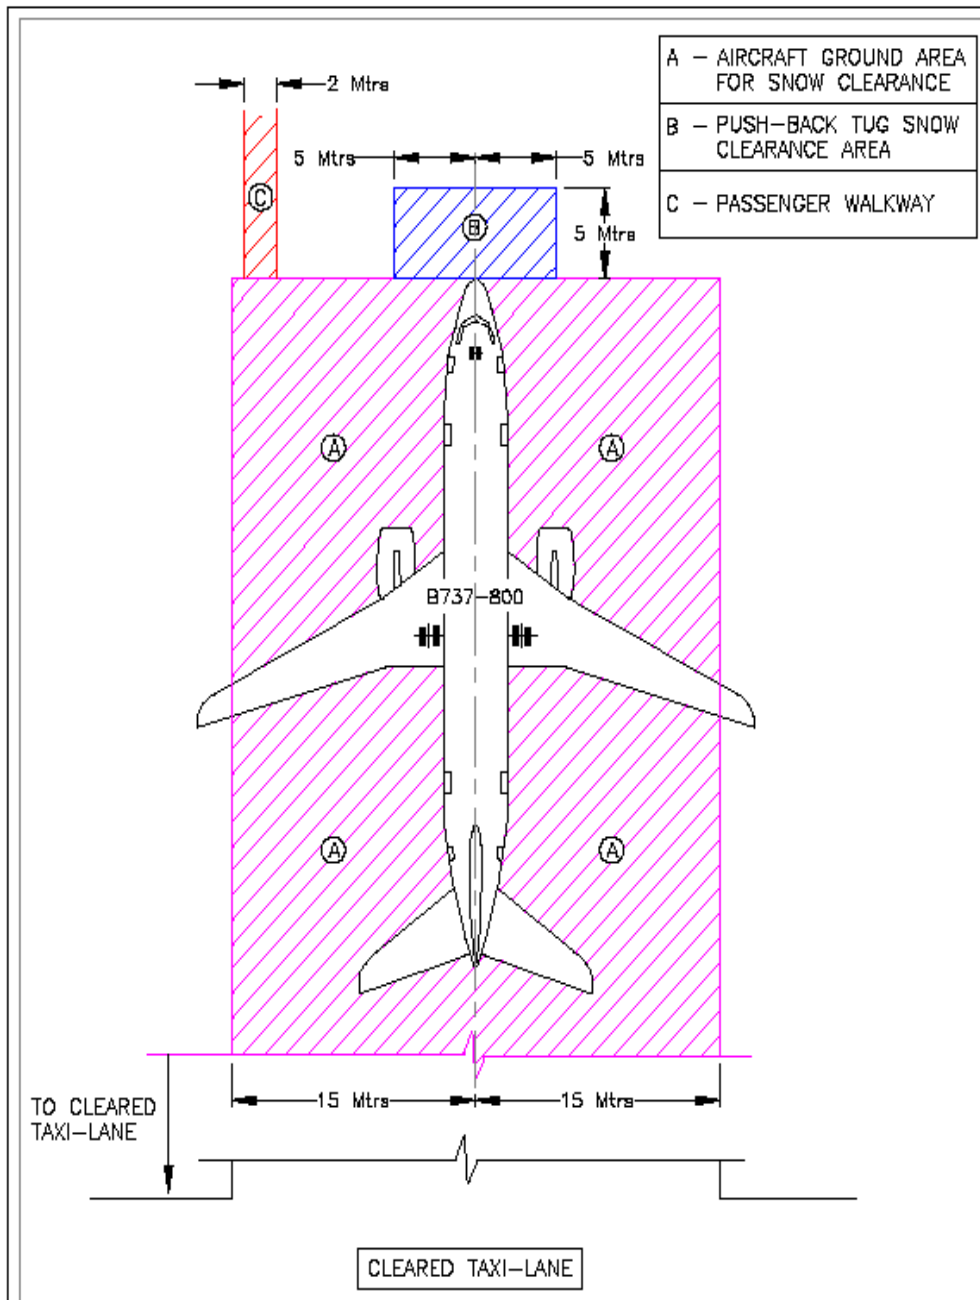 A – AIRCRAFT GROUND AREA
FOR SNOW CLEARANCE
B – PUSH–BACK TUG SNOW
CLEARANCE AREA
C – PASSENGER WALKWAY
2 Mtrs
5 Mtrs
5 Mtrs
C
B
5 Mtrs
A
A
B737–800
A
A
15 Mtrs
15 Mtrs
TO CLEARED
TAXI–LANE
CLEARED TAXI–LANE